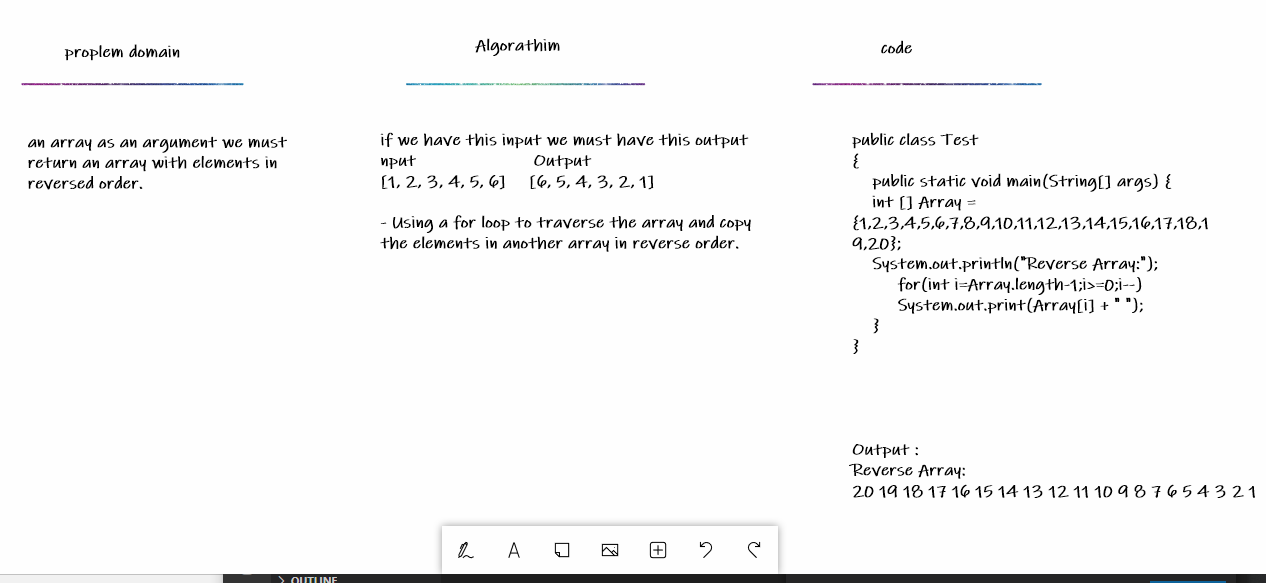 proplem domain
Algorathim
code
an array as an argument we must
return an array with elements in
reversed order.
if we have this input we must have this output
nput Output
[1, 2, 3, 4, 5, 6] [6, 5, 4, 3, 2, 1]
- Using a for loop to traverse the array and copy
the elements in another array in reverse order.
public class Test
{
public static void main(String[] args) {
int [] Array =
{1,2,3,4,5,6,7,8,9,10,11,12,13,14,15,16,17,18,1
9,20};
System.out.println("Reverse Array:");
for(int i=Array.length-1;i>=0;i--)
System.out.print(Array[i] + " ");
}
}
Output :
Reverse Array:
20 19 18 17 16 15 14 13 12 11 10 9 8 7 6 5 4 3 2 1
OUTLINE